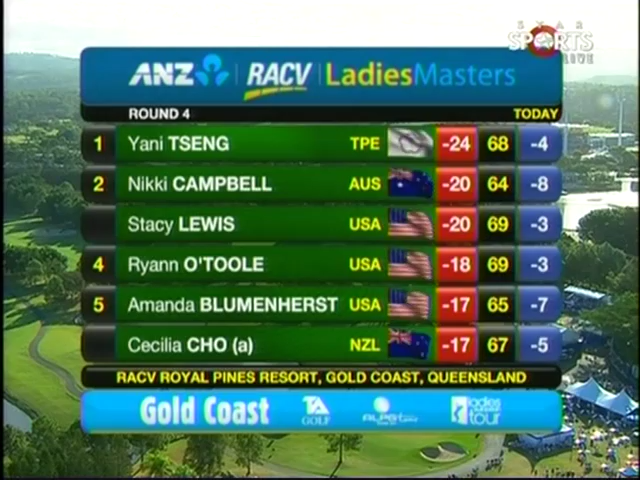 STAR
SPORTS
LIVE
ANZ RACV LadiesMasters
ROUND 4 TODAY
1 Yani TSENG TPE -24 68 -4
2 Nikki CAMPBELL AUS -20 64 -8
Stacy LEWIS USA -20 69 -3
4 Ryann O'TOOLE USA -18 69 -3
5 Amanda BLUMENHERST USA -17 65 -7
Cecilia CHO (a) NZL -17 67 -5
RACV ROYAL PINES RESORT, GOLD COAST, QUEENSLAND
Gold Coast GOLF ALPG ladies tour